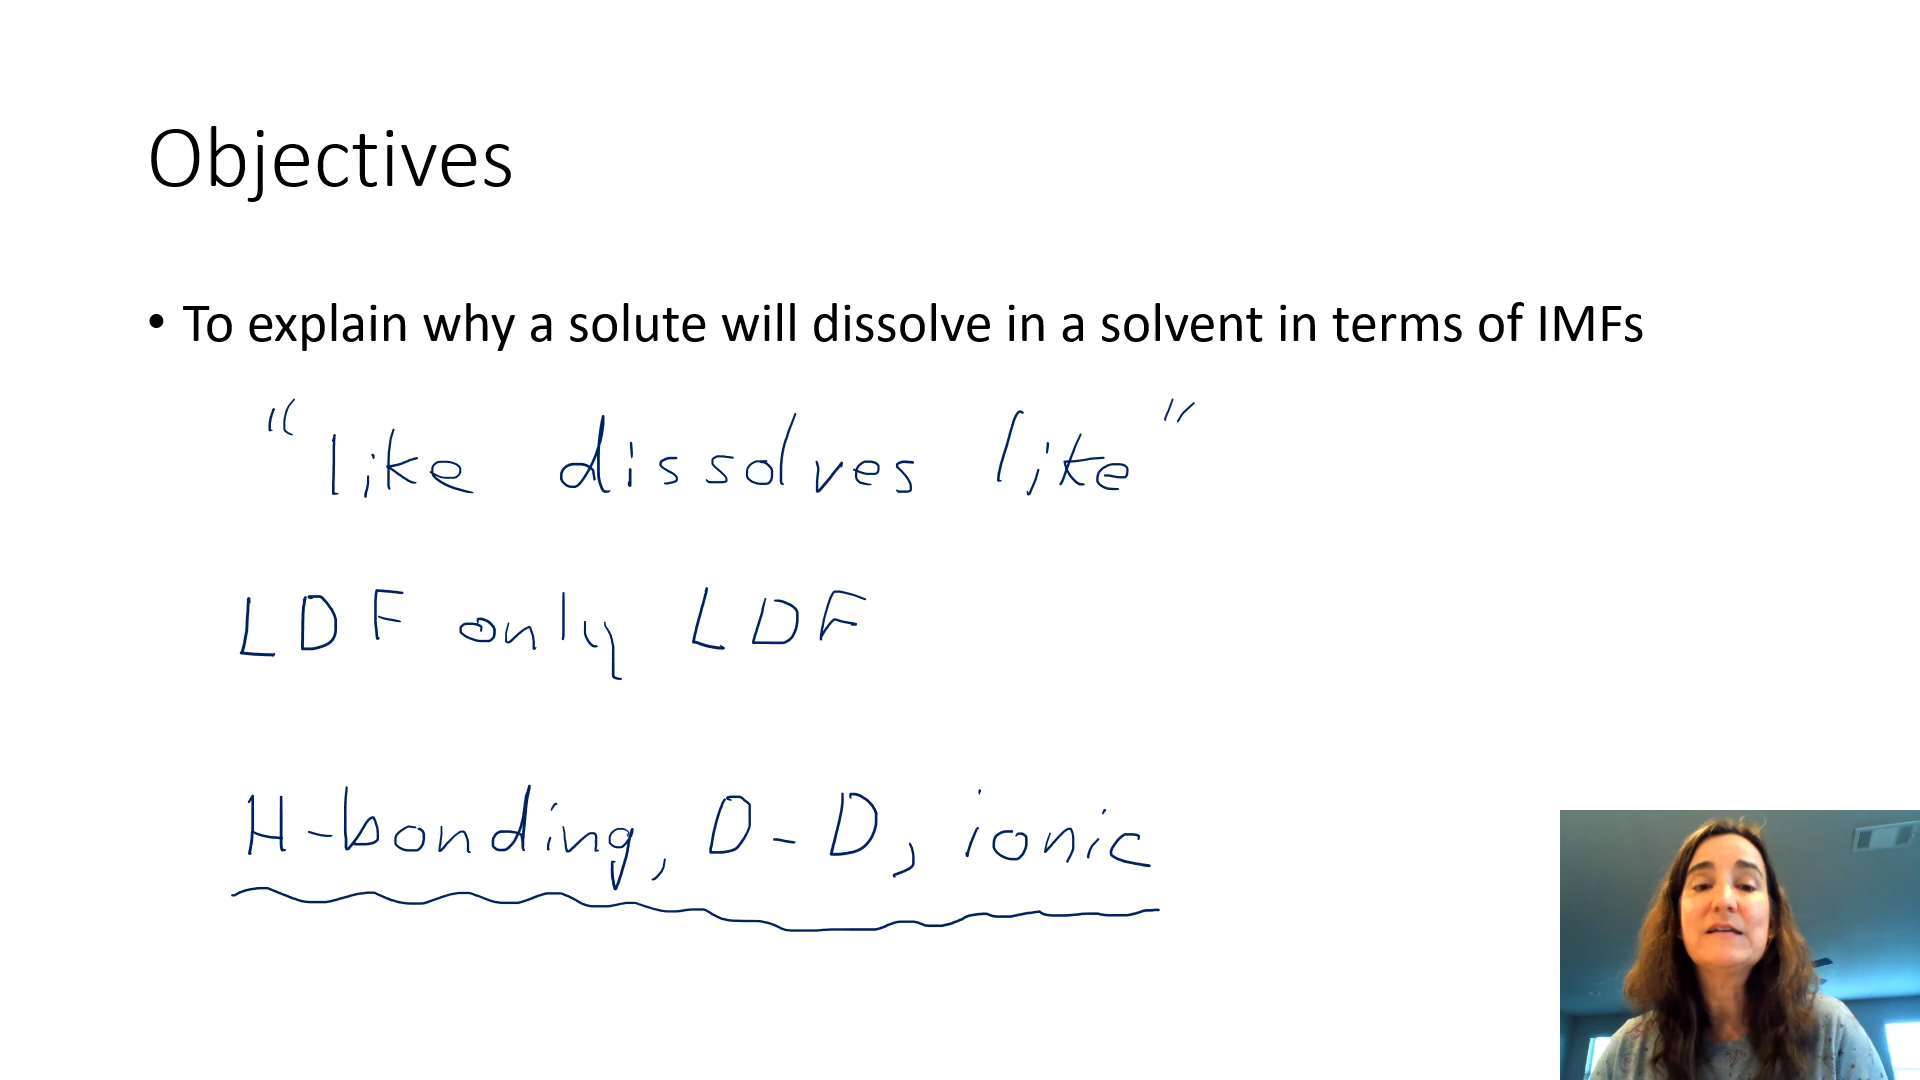 Objectives
• To explain why a solute will dissolve in a solvent in terms of IMFs
"like dissolves like"
LDF only LDF
H-bonding, D-D, ionic